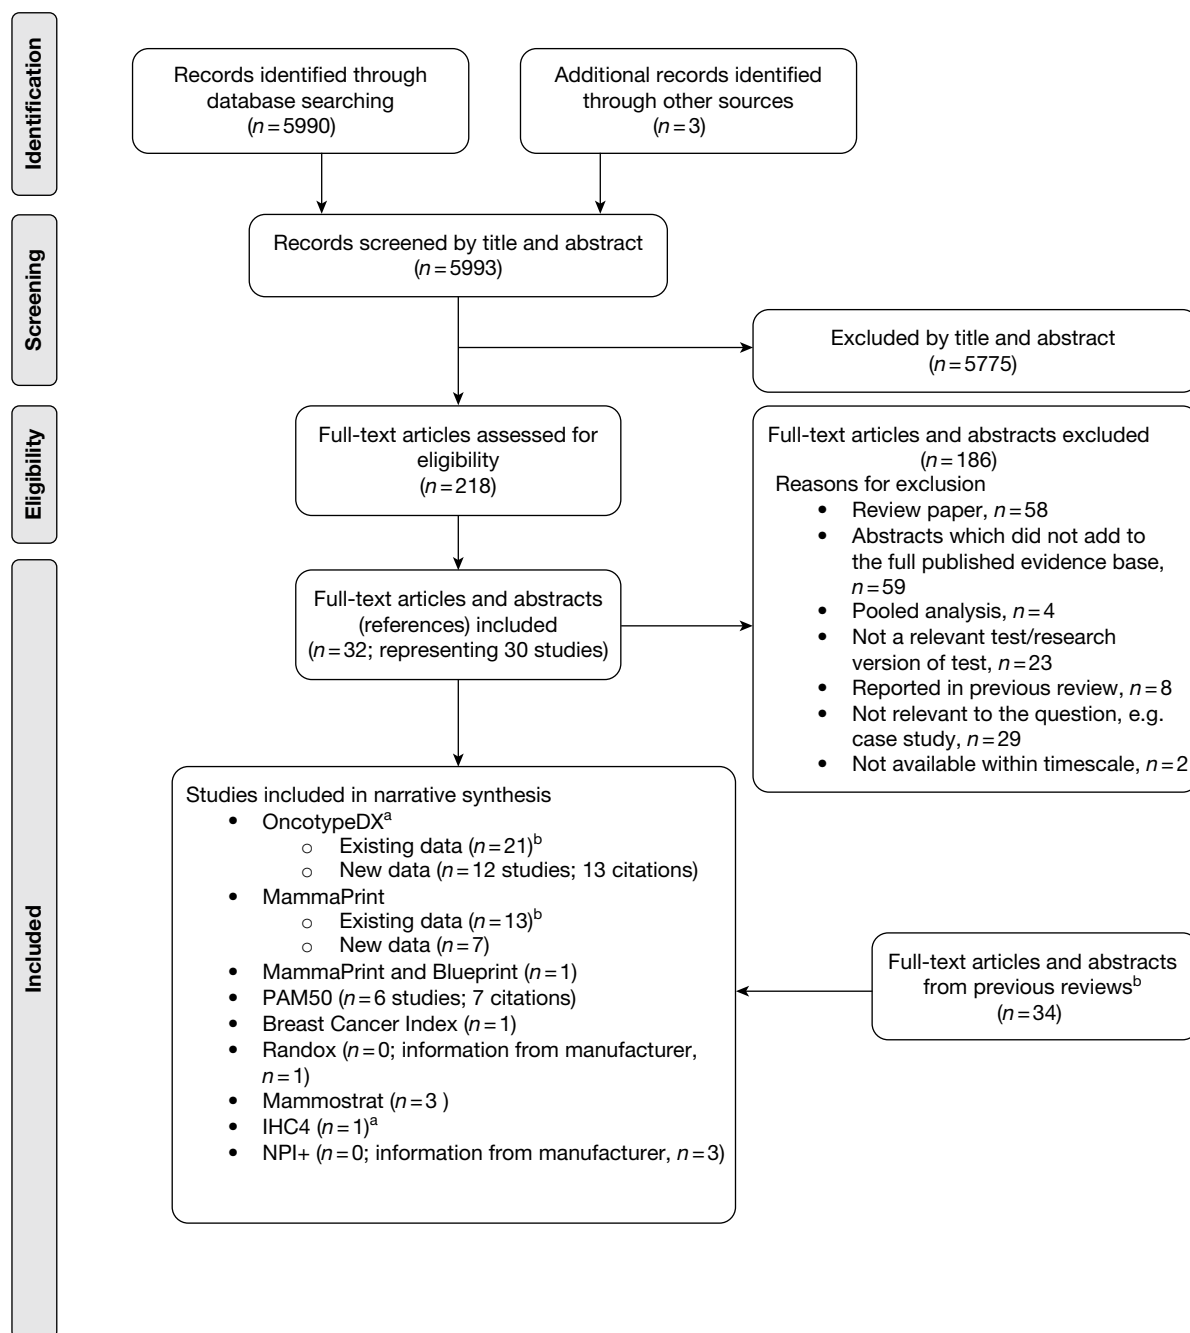 Identification
Records identified through
database searching
(n=5990)
Additional records identified
through other sources
(n=3)
Screening
Records screened by title and abstract
(n=5993)
Excluded by title and abstract
(n=5775)
Eligibility
Full-text articles assessed for
eligibility
(n=218)
Full-text articles and abstracts excluded
(n=186)
Reasons for exclusion
• Review paper, n=58
• Abstracts which did not add to
the full published evidence base,
n=59
• Pooled analysis, n=4
• Not a relevant test/research
version of test, n=23
• Reported in previous review, n=8
• Not relevant to the question, e.g.
case study, n=29
• Not available within timescale, n=2
Included
Full-text articles and abstracts
(references) included
(n=32; representing 30 studies)
Studies included in narrative synthesis
• OncotypeDXᵃ
○ Existing data (n=21)ᵇ
○ New data (n=12 studies; 13 citations)
• MammaPrint
○ Existing data (n=13)ᵇ
○ New data (n=7)
• MammaPrint and Blueprint (n=1)
• PAM50 (n=6 studies; 7 citations)
• Breast Cancer Index (n=1)
• Randox (n=0; information from manufacturer,
n=1)
• Mammostrat (n=3 )
• IHC4 (n=1)ᵃ
• NPI+ (n=0; information from manufacturer, n=3)
Full-text articles and abstracts
from previous reviewsᵇ
(n=34)